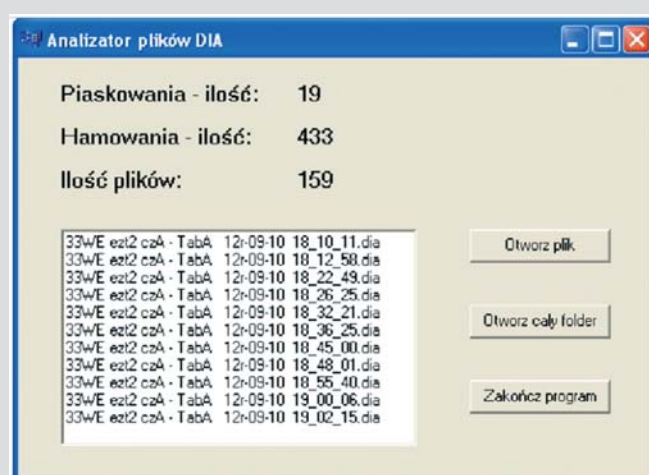 Analizator plików DIA
Piaskowania - ilość: 19
Hamowania - ilość: 433
Ilość plików: 159
33WE ezt2 czA - TabA 12r-09-10 18_10_11.dia
33WE ezt2 czA - TabA 12r-09-10 18_12_58.dia
33WE ezt2 czA - TabA 12r-09-10 18_22_49.dia
33WE ezt2 czA - TabA 12r-09-10 18_26_25.dia
33WE ezt2 czA - TabA 12r-09-10 18_32_21.dia
33WE ezt2 czA - TabA 12r-09-10 18_36_25.dia
33WE ezt2 czA - TabA 12r-09-10 18_45_00.dia
33WE ezt2 czA - TabA 12r-09-10 18_48_01.dia
33WE ezt2 czA - TabA 12r-09-10 18_55_40.dia
33WE ezt2 czA - TabA 12r-09-10 19_00_06.dia
33WE ezt2 czA - TabA 12r-09-10 19_02_15.dia
Otworz plik
Otworz cały folder
Zakończ program